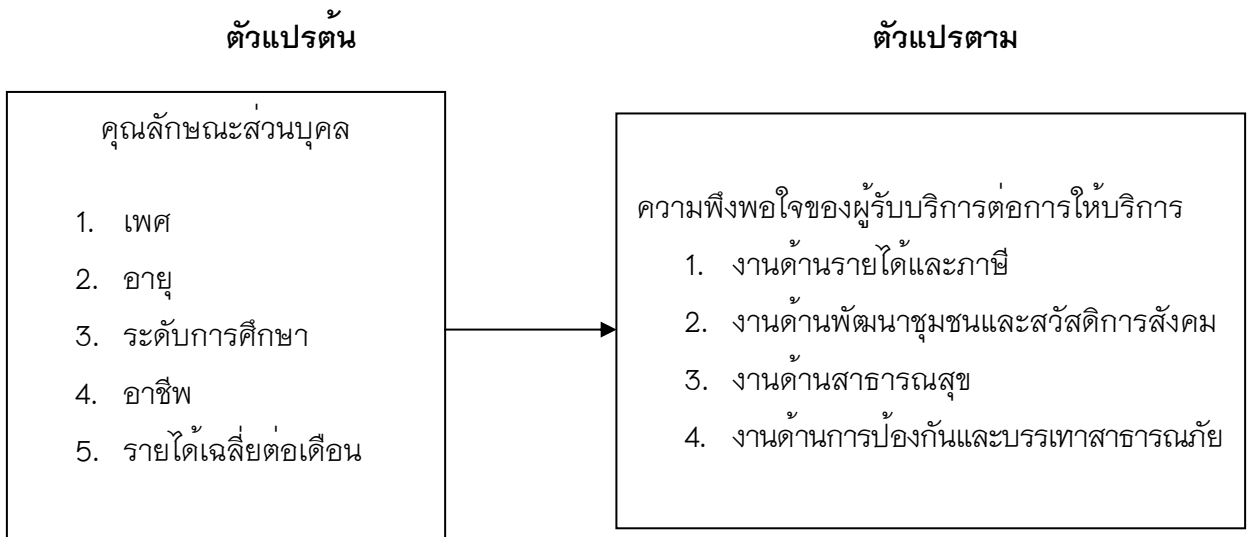 ตัวแปรต้น
ตัวแปรตาม
คุณลักษณะส่วนบุคล
1. เพศ
2. อายุ
3. ระดับการศึกษา
4. อาชีพ
5. รายได้เฉลี่ยต่อเดือน
ความพึงพอใจของผู้รับบริการต่อการให้บริการ
1. งานด้านรายได้และภาษี
2. งานด้านพัฒนาชุมชนและสวัสดิการสังคม
3. งานด้านสาธารณสุข
4. งานด้านการป้องกันและบรรเทาสาธารณภัย